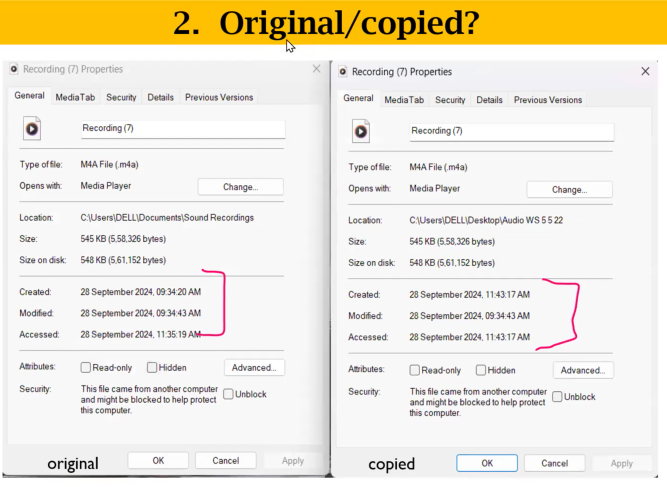 2. Original/copied?
Recording (7) Properties
General MediaTab Security Details Previous Versions
Recording (7)
Type of file: M4A File (.m4a)
Opens with: Media Player Change...
Location: C:\Users\DELL\Documents\Sound Recordings
Size: 545 KB (5,58,326 bytes)
Size on disk: 548 KB (5,61,152 bytes)
Created: 28 September 2024, 09:34:20 AM
Modified: 28 September 2024, 09:34:43 AM
Accessed: 28 September 2024, 11:35:19 AM
Attributes: Read-only Hidden Advanced...
Security: This file came from another computer
and might be blocked to help protect
this computer.
Unblock
original OK Cancel Apply
Recording (7) Properties
General MediaTab Security Details Previous Versions
Recording (7)
Type of file: M4A File (.m4a)
Opens with: Media Player Change...
Location: C:\Users\DELL\Desktop\Audio WS 5 5 22
Size: 545 KB (5,58,326 bytes)
Size on disk: 548 KB (5,61,152 bytes)
Created: 28 September 2024, 11:43:17 AM
Modified: 28 September 2024, 09:34:43 AM
Accessed: 28 September 2024, 11:43:17 AM
Attributes: Read-only Hidden Advanced...
Security: This file came from another computer
and might be blocked to help protect
this computer.
Unblock
copied OK Cancel Apply